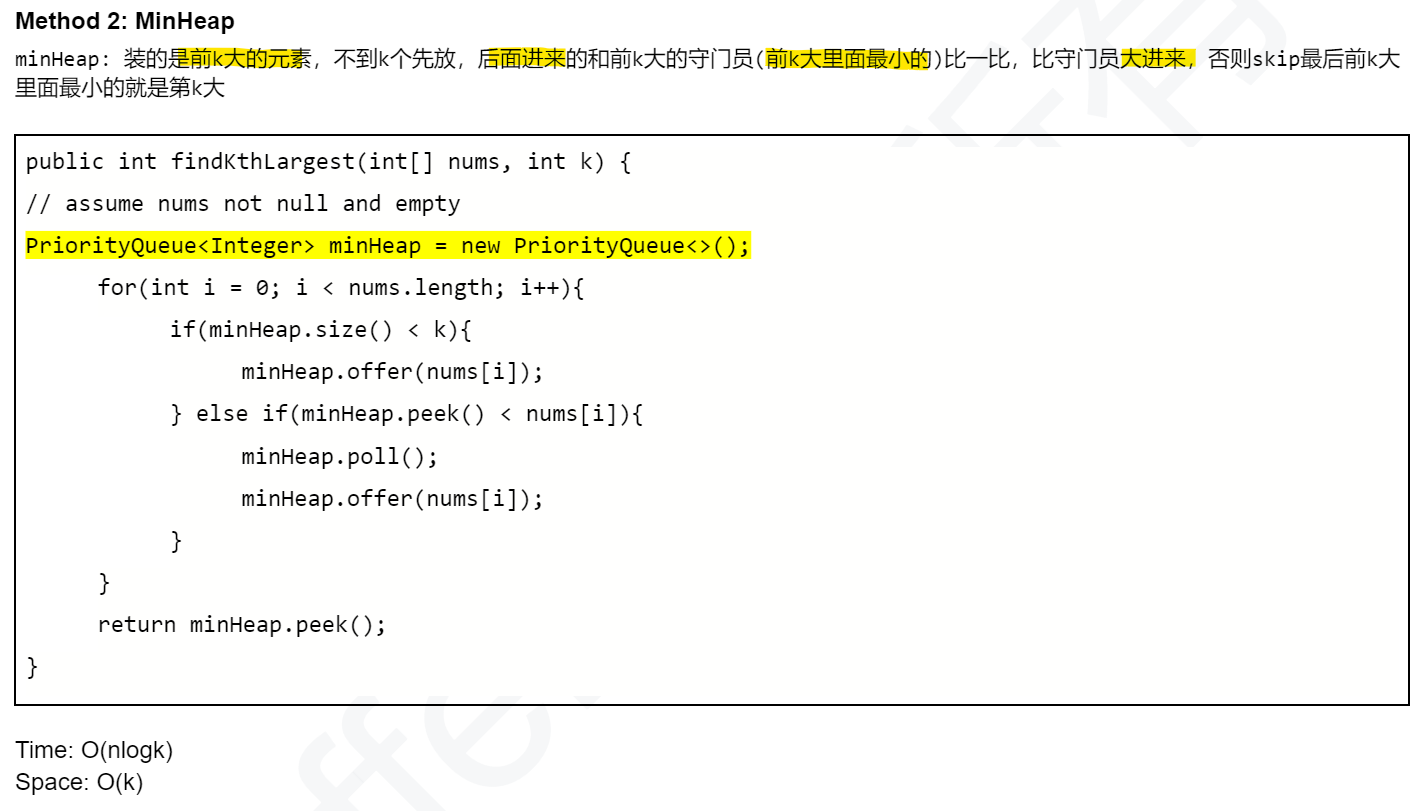 Method 2: MinHeap
minHeap: 装的是前k大的元素，不到k个先放，后面进来的和前k大的守门员(前k大里面最小的)比一比，比守门员大进来，否则skip最后前k大
里面最小的就是第k大
public int findKthLargest(int[] nums, int k) {
// assume nums not null and empty
PriorityQueue<Integer> minHeap = new PriorityQueue<>();
for(int i = 0; i < nums.length; i++){
if(minHeap.size() < k){
minHeap.offer(nums[i]);
} else if(minHeap.peek() < nums[i]){
minHeap.poll();
minHeap.offer(nums[i]);
}
}
return minHeap.peek();
}
Time: O(nlogk)
Space: O(k)